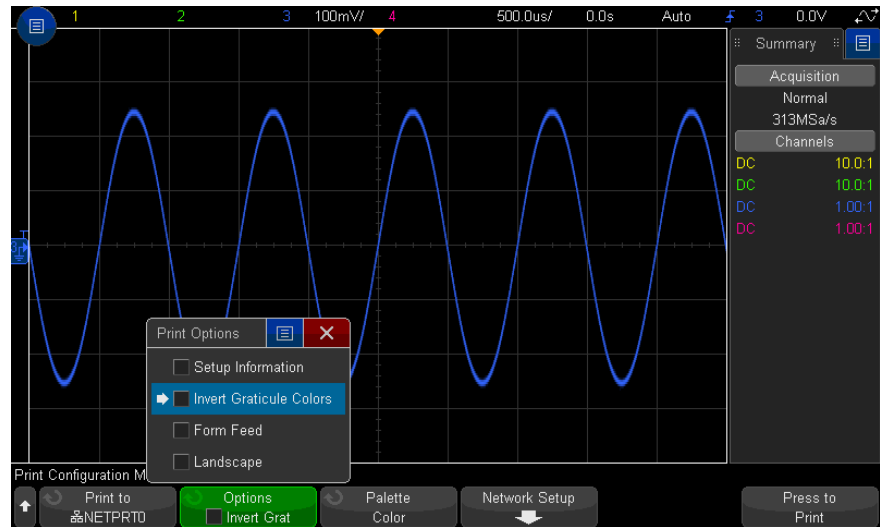 1 2 3 100mV/ 4 500.0us/ 0.0s Auto 3 0.0V
Summary
Acquisition
Normal
313MSa/s
Channels
DC 10.0:1
DC 10.0:1
DC 1.00:1
DC 1.00:1
T
3
Print Options
Setup Information
Invert Graticule Colors
Form Feed
Landscape
Print Configuration M
Print to
NETPRT0
Options
Invert Grat
Palette
Color
Network Setup
Press to
Print